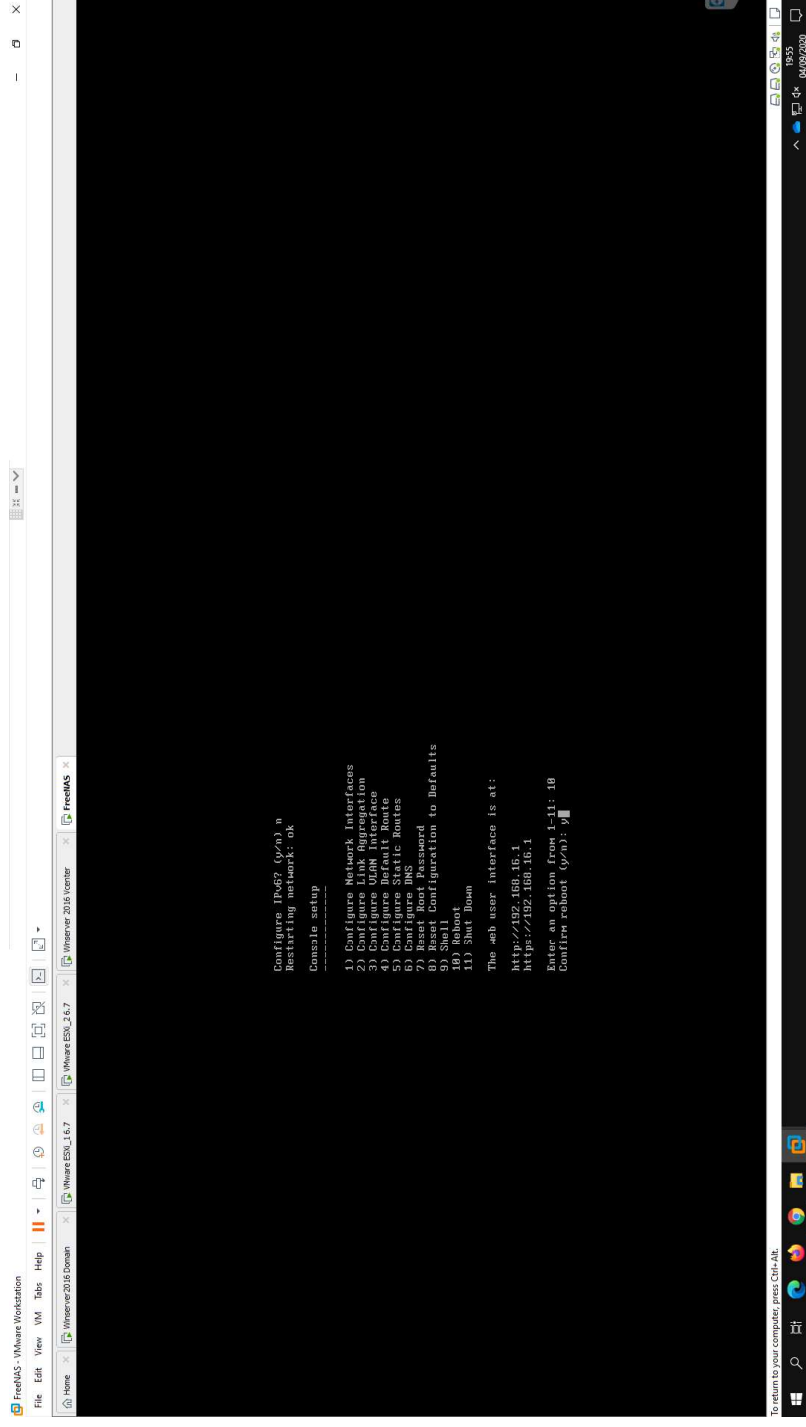 FreeNAS - VMware Workstation
File Edit View VM Tabs Help
Home
Winserver2016 Domain
VMware ESXi_1 6.7
VMware ESXi_2 6.7
Winserver 2016 Vcenter
FreeNAS
Configure IPv6? (y/n) n
Restarting network: ok
Console setup
-------------
1) Configure Network Interfaces
2) Configure Link Aggregation
3) Configure VLAN Interface
4) Configure Default Route
5) Configure Static Routes
6) Configure DNS
7) Reset Root Password
8) Reset Configuration to Defaults
9) Shell
10) Reboot
11) Shut Down
The web user interface is at:
http://192.168.16.1
https://192.168.16.1
Enter an option from 1-11: 10
Confirm reboot (y/n): y
To return to your computer, press Ctrl+Alt.
19:55
04/09/2020